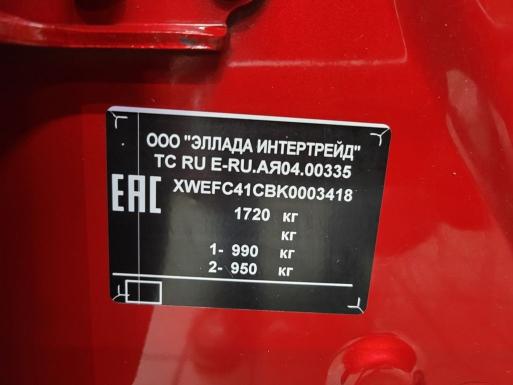 ООО "ЭЛЛАДА ИНТЕРТРЕЙД"
ТС RU E-RU.АЯ04.00335
XWEFC41CBK0003418
EAC
1720 кг
кг
1- 990 кг
2- 950 кг